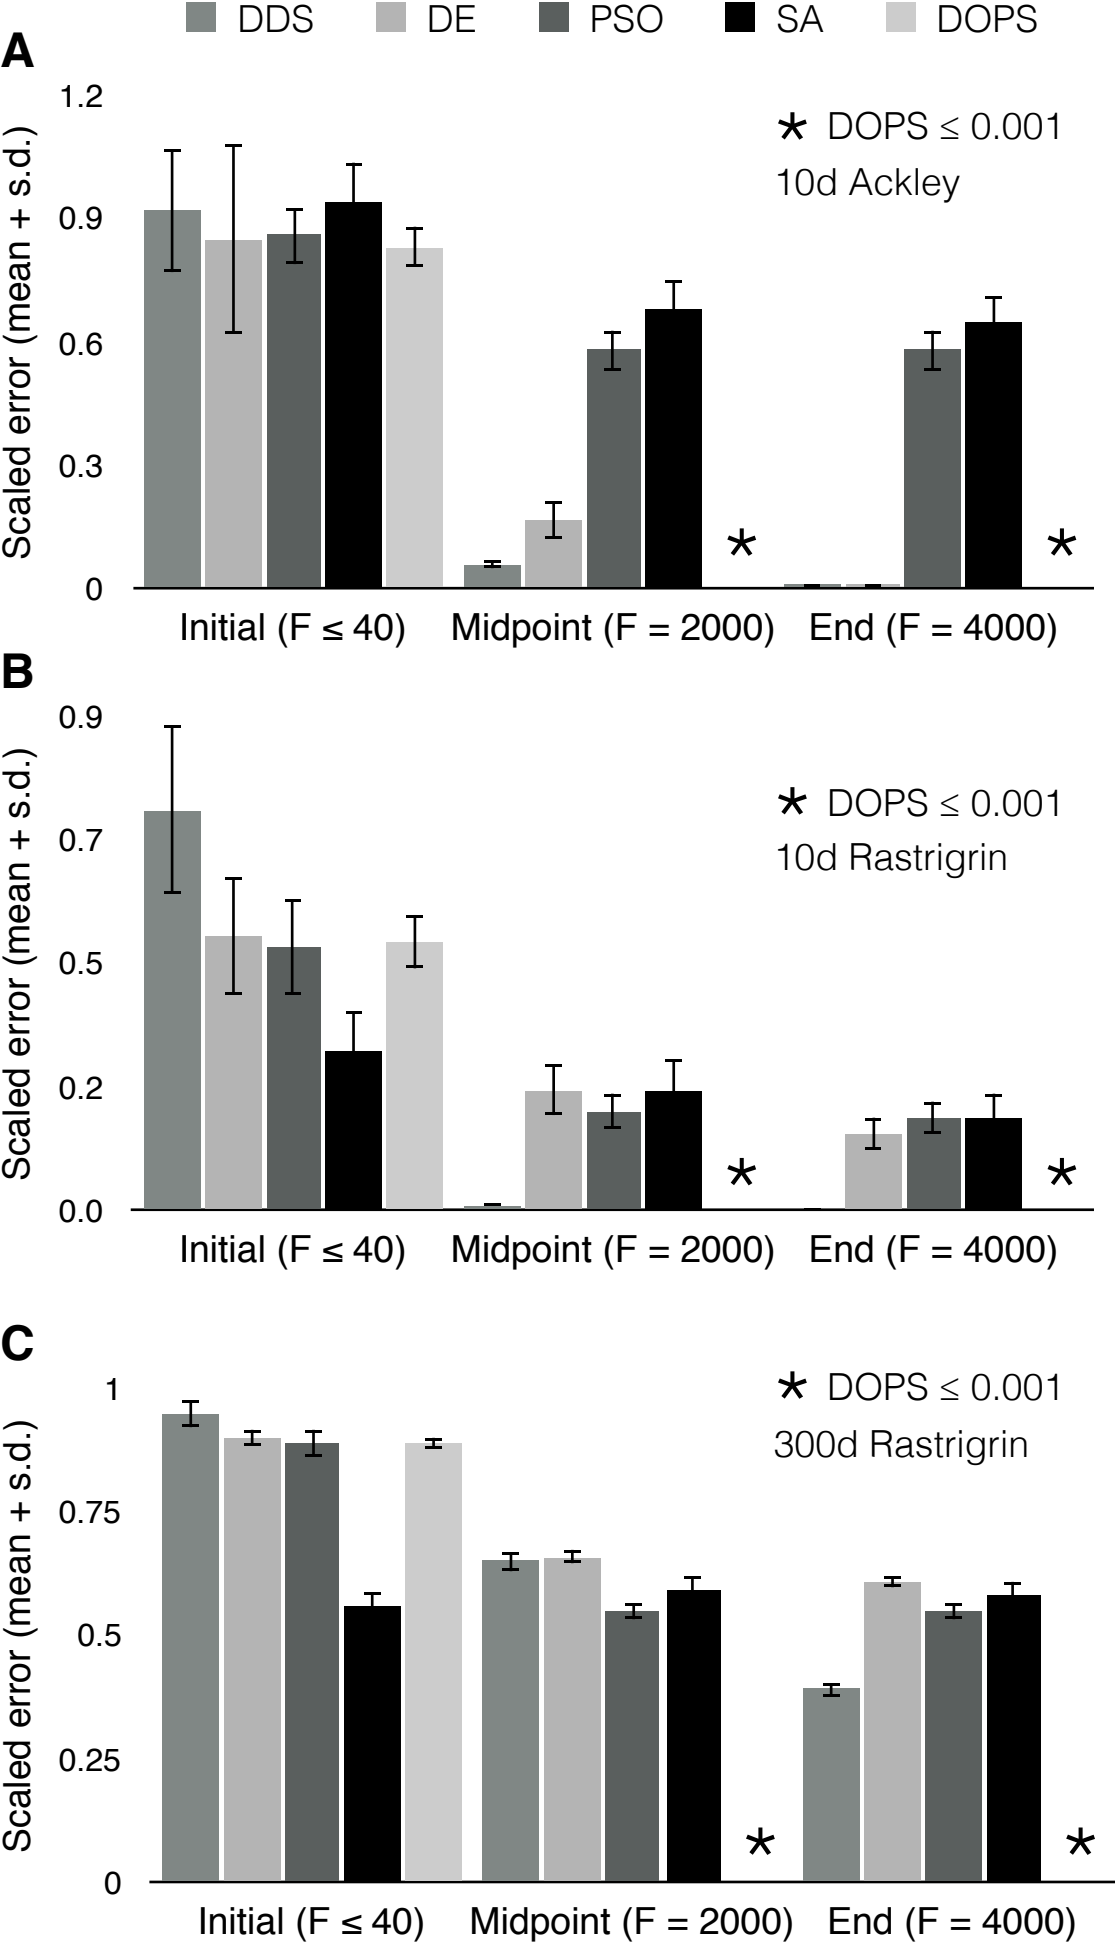 DDS DE PSO SA DOPS
A
Scaled error (mean + s.d.)
1.2
0.9
0.6
0.3
0
* DOPS ≤ 0.001
10d Ackley
Initial (F ≤ 40) Midpoint (F = 2000) End (F = 4000)
*
*
B
Scaled error (mean + s.d.)
0.9
0.7
0.5
0.2
0.0
* DOPS ≤ 0.001
10d Rastrigrin
Initial (F ≤ 40) Midpoint (F = 2000) End (F = 4000)
*
*
C
Scaled error (mean + s.d.)
1
0.75
0.5
0.25
0
* DOPS ≤ 0.001
300d Rastrigrin
Initial (F ≤ 40) Midpoint (F = 2000) End (F = 4000)
*
*